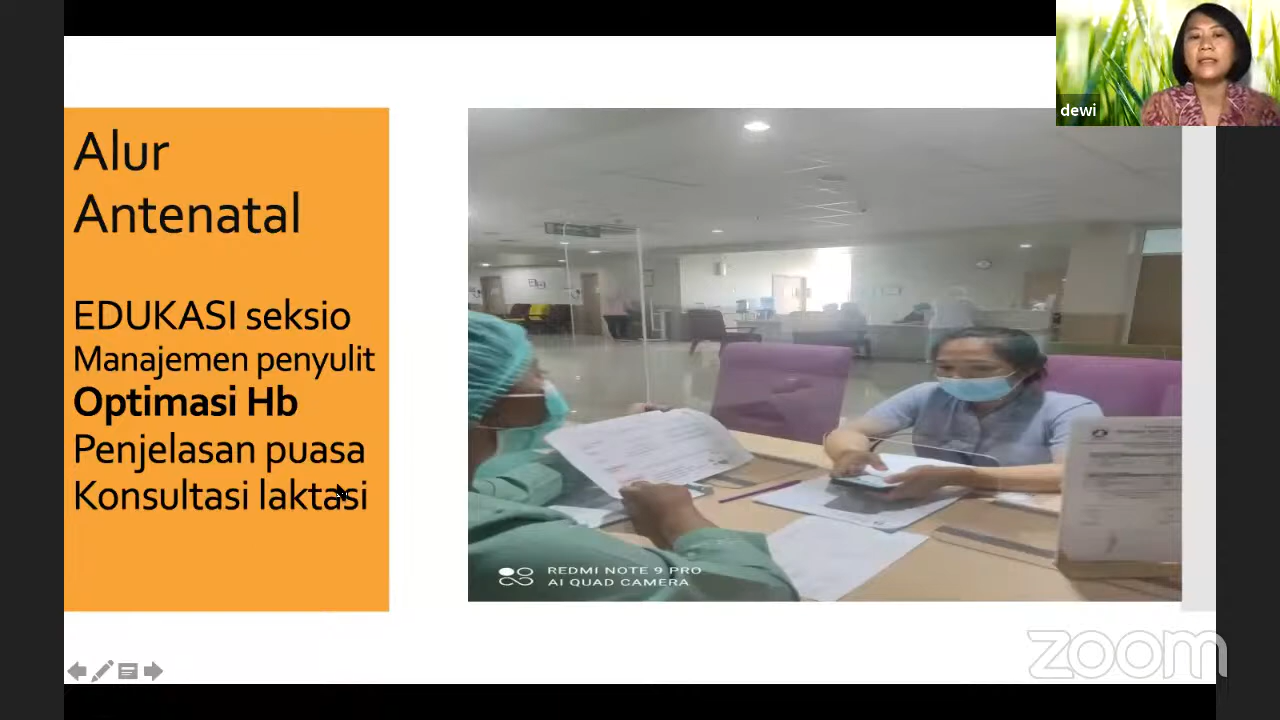 Alur
Antenatal
EDUKASI seksio
Manajemen penyulit
Optimasi Hb
Penjelasan puasa
Konsultasi laktasi
dewi
REDMI NOTE 9 PRO
AI QUAD CAMERA
zoom